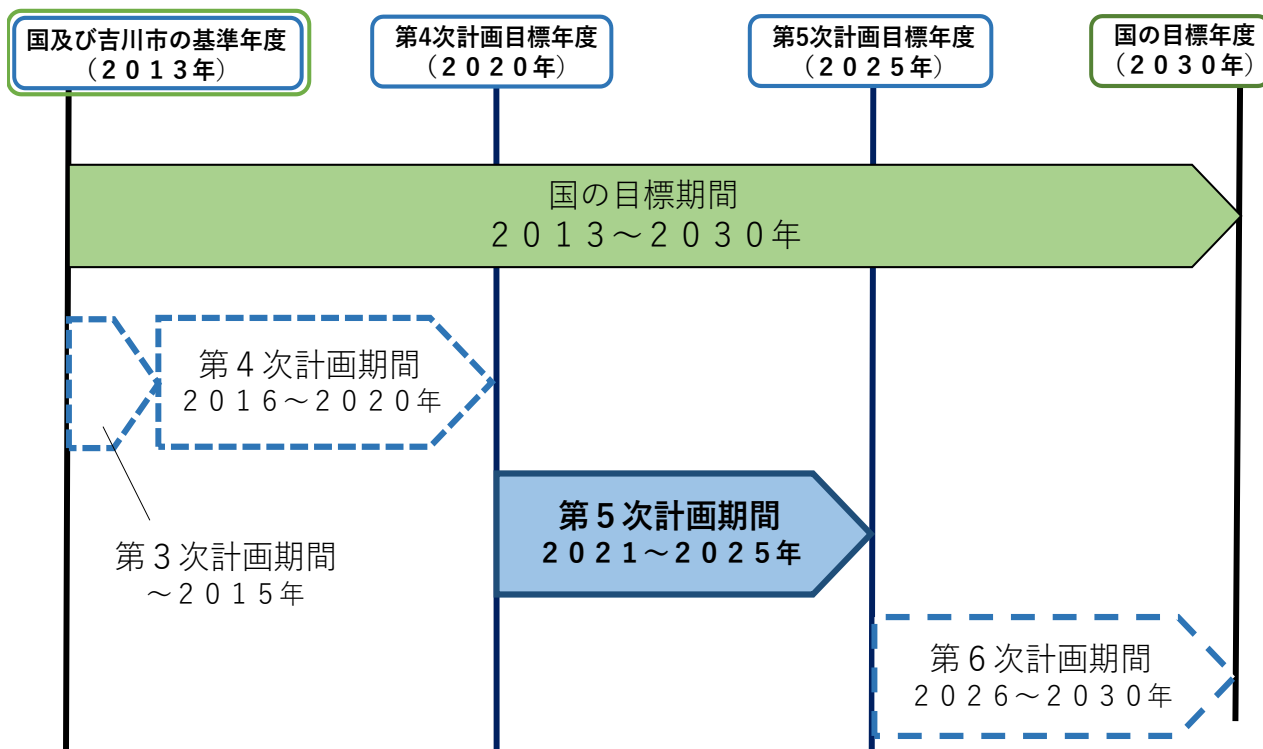 国及び吉川市の基準年度
（２０１３年）
第4次計画目標年度
（２０２０年）
第5次計画目標年度
（２０２５年）
国の目標年度
（２０３０年）
国の目標期間
２０１３～２０３０年
第４次計画期間
２０１６～２０２０年
第５次計画期間
２０２１～２０２５年
第３次計画期間
～２０１５年
第６次計画期間
２０２６～２０３０年